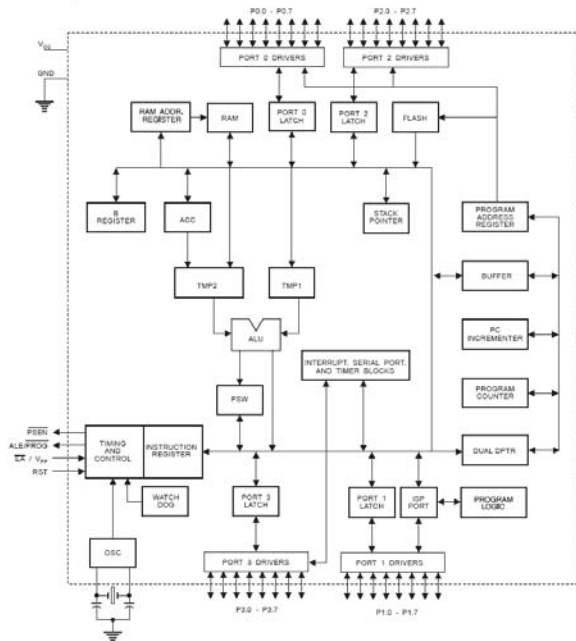 P0.0 - P0.7
P2.0 - P2.7
VCC
GND
PORT 0 DRIVERS
PORT 2 DRIVERS
RAM ADDR.
REGISTER
RAM
PORT 0
LATCH
PORT 2
LATCH
FLASH
B
REGISTER
ACC
STACK
POINTER
PROGRAM
ADDRESS
REGISTER
BUFFER
TMP2
TMP1
ALU
PC
INCREMENTER
INTERRUPT, SERIAL PORT,
AND TIMER BLOCKS
PROGRAM
COUNTER
PSW
PSEN
ALE/PROG
EA / VPP
RST
TIMING
AND
CONTROL
INSTRUCTION
REGISTER
DUAL DPTR
WATCH
DOG
PORT 3
LATCH
PORT 1
LATCH
ISP
PORT
PROGRAM
LOGIC
OSC
PORT 3 DRIVERS
PORT 1 DRIVERS
P3.0 - P3.7
P1.0 - P1.7